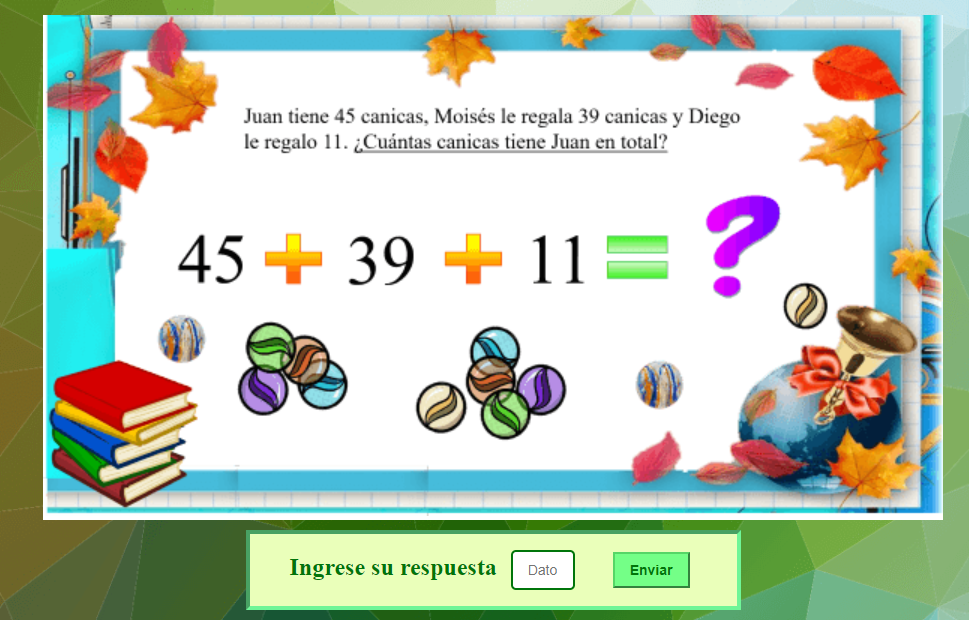 Juan tiene 45 canicas, Moisés le regala 39 canicas y Diego
le regalo 11. ¿Cuántas canicas tiene Juan en total?
45 + 39 + 11 = ?
Ingrese su respuesta Dato Enviar